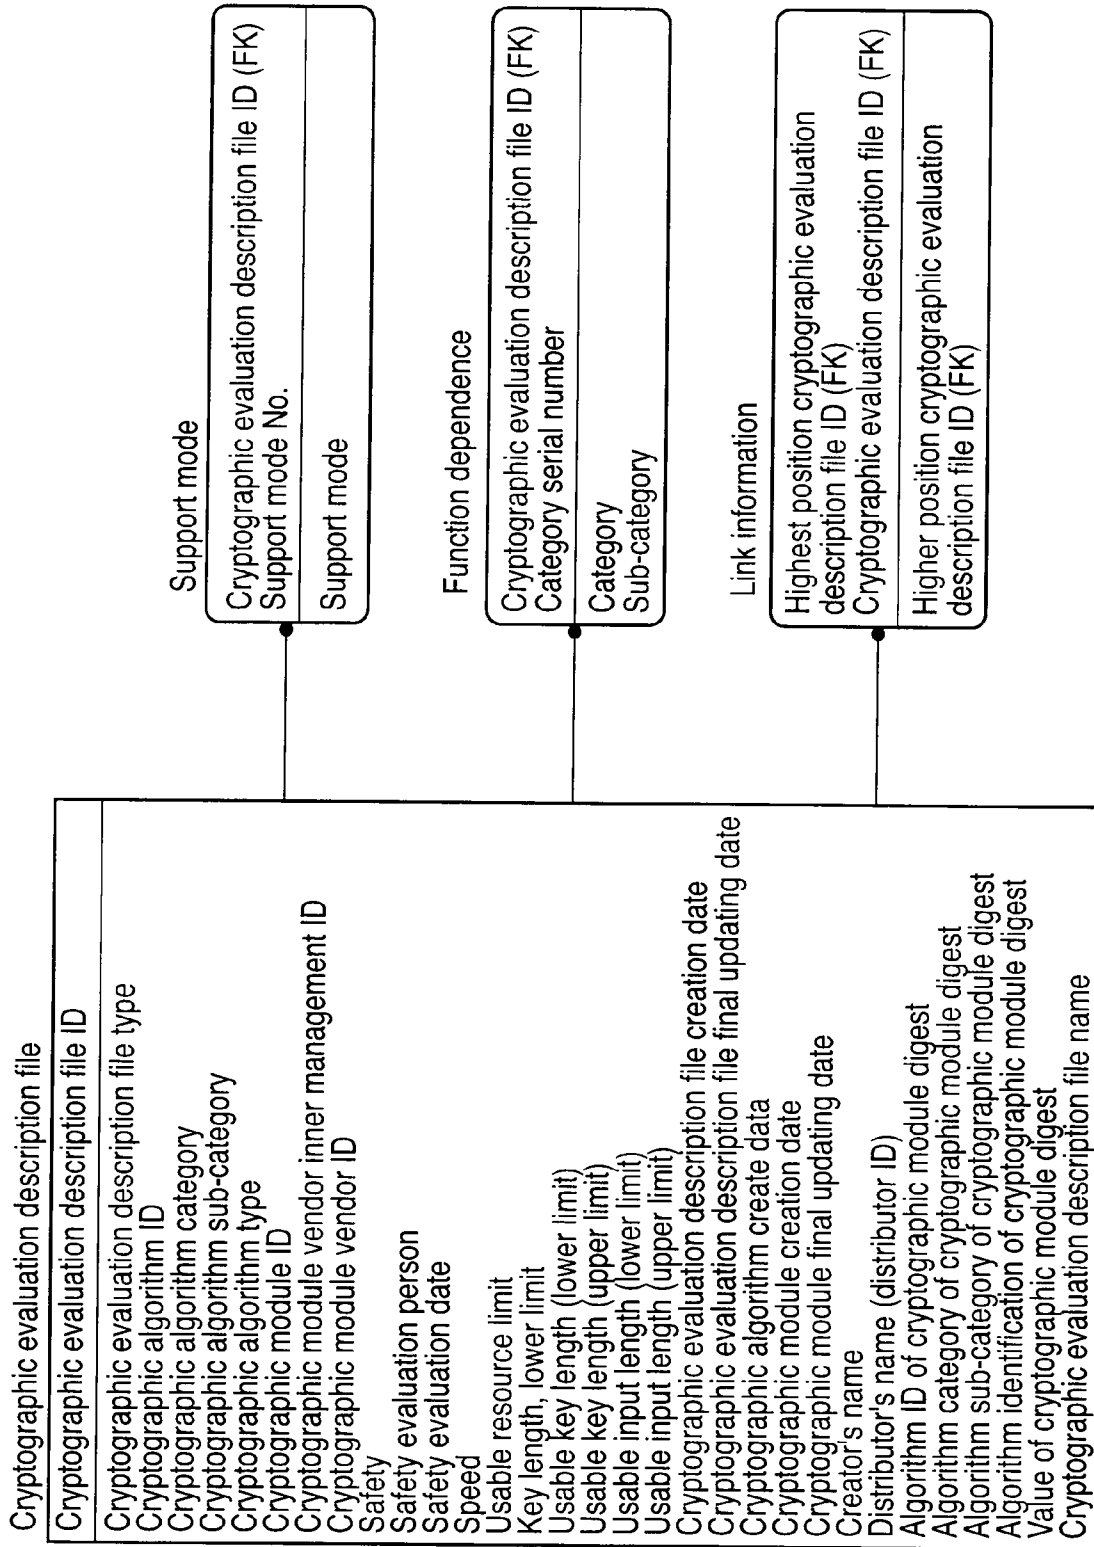 Cryptographic evaluation description file
Cryptographic evaluation description file ID
Cryptographic evaluation description file type
Cryptographic algorithm ID
Cryptographic algorithm category
Cryptographic algorithm sub-category
Cryptographic algorithm type
Cryptographic module ID
Cryptographic module vendor inner management ID
Cryptographic module vendor ID
Safety
Safety evaluation person
Safety evaluation date
Speed
Usable resource limit
Key length, lower limit
Usable key length (lower limit)
Usable key length (upper limit)
Usable input length (lower limit)
Usable input length (upper limit)
Cryptographic evaluation description file creation date
Cryptographic evaluation description file final updating date
Cryptographic algorithm create data
Cryptographic module creation date
Cryptographic module final updating date
Creator's name
Distributor's name (distributor ID)
Algorithm ID of cryptographic module digest
Algorithm category of cryptographic module digest
Algorithm sub-category of cryptographic module digest
Algorithm identification of cryptographic module digest
Value of cryptographic module digest
Cryptographic evaluation description file name
Support mode
Cryptographic evaluation description file ID (FK)
Support mode No.
Support mode
Function dependence
Cryptographic evaluation description file ID (FK)
Category serial number
Category
Sub-category
Link information
Highest position cryptographic evaluation
description file ID (FK)
Cryptographic evaluation description file ID (FK)
Higher position cryptographic evaluation
description file ID (FK)